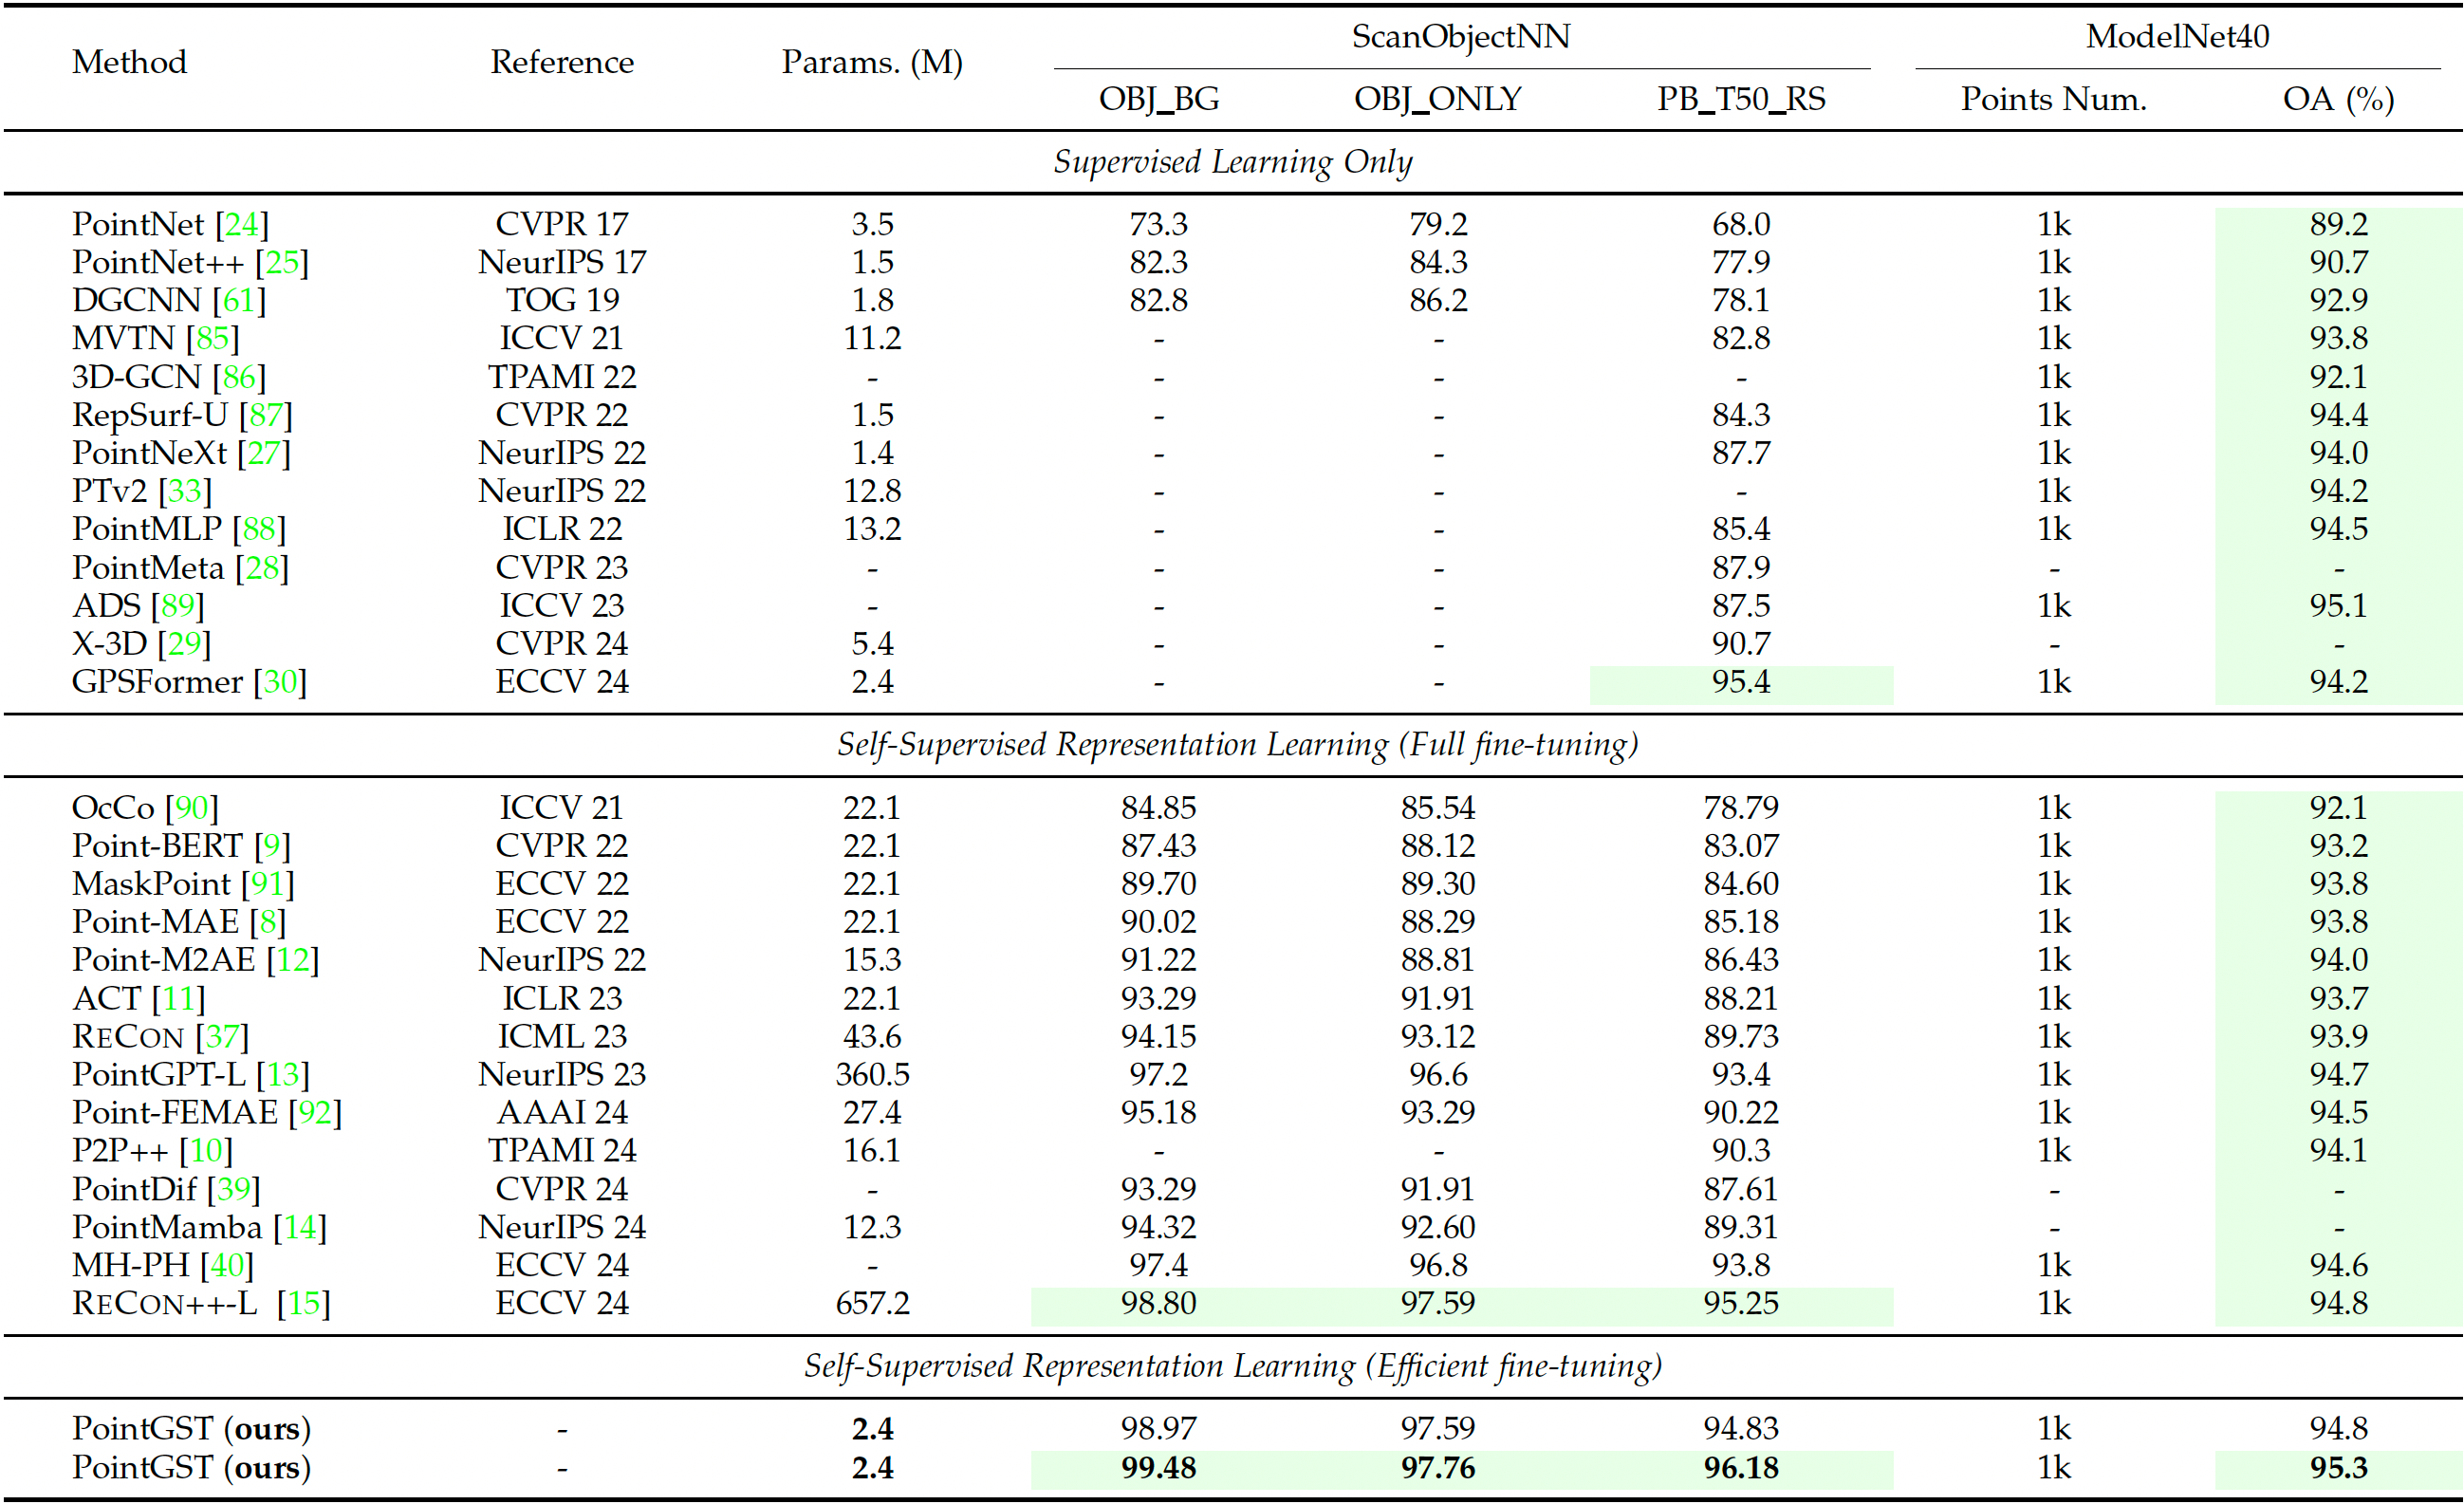 Method Reference Params. (M) ScanObjectNN ModelNet40
OBJ_BG OBJ_ONLY PB_T50_RS Points Num. OA (%)
Supervised Learning Only
PointNet [24] CVPR 17 3.5 73.3 79.2 68.0 1k 89.2
PointNet++ [25] NeurIPS 17 1.5 82.3 84.3 77.9 1k 90.7
DGCNN [61] TOG 19 1.8 82.8 86.2 78.1 1k 92.9
MVTN [85] ICCV 21 11.2 - - 82.8 1k 93.8
3D-GCN [86] TPAMI 22 - - - - 1k 92.1
RepSurf-U [87] CVPR 22 1.5 - - 84.3 1k 94.4
PointNeXt [27] NeurIPS 22 1.4 - - 87.7 1k 94.0
PTv2 [33] NeurIPS 22 12.8 - - - 1k 94.2
PointMLP [88] ICLR 22 13.2 - - 85.4 1k 94.5
PointMeta [28] CVPR 23 - - - 87.9 - -
ADS [89] ICCV 23 - - - 87.5 1k 95.1
X-3D [29] CVPR 24 5.4 - - 90.7 - -
GPSFormer [30] ECCV 24 2.4 - - 95.4 1k 94.2
Self-Supervised Representation Learning (Full fine-tuning)
OcCo [90] ICCV 21 22.1 84.85 85.54 78.79 1k 92.1
Point-BERT [9] CVPR 22 22.1 87.43 88.12 83.07 1k 93.2
MaskPoint [91] ECCV 22 22.1 89.70 89.30 84.60 1k 93.8
Point-MAE [8] ECCV 22 22.1 90.02 88.29 85.18 1k 93.8
Point-M2AE [12] NeurIPS 22 15.3 91.22 88.81 86.43 1k 94.0
ACT [11] ICLR 23 22.1 93.29 91.91 88.21 1k 93.7
RECON [37] ICML 23 43.6 94.15 93.12 89.73 1k 93.9
PointGPT-L [13] NeurIPS 23 360.5 97.2 96.6 93.4 1k 94.7
Point-FEMAE [92] AAAI 24 27.4 95.18 93.29 90.22 1k 94.5
P2P++ [10] TPAMI 24 16.1 - - 90.3 1k 94.1
PointDif [39] CVPR 24 - 93.29 91.91 87.61 - -
PointMamba [14] NeurIPS 24 12.3 94.32 92.60 89.31 - -
MH-PH [40] ECCV 24 - 97.4 96.8 93.8 1k 94.6
RECON++-L [15] ECCV 24 657.2 98.80 97.59 95.25 1k 94.8
Self-Supervised Representation Learning (Efficient fine-tuning)
PointGST (ours) - 2.4 98.97 97.59 94.83 1k 94.8
PointGST (ours) - 2.4 99.48 97.76 96.18 1k 95.3